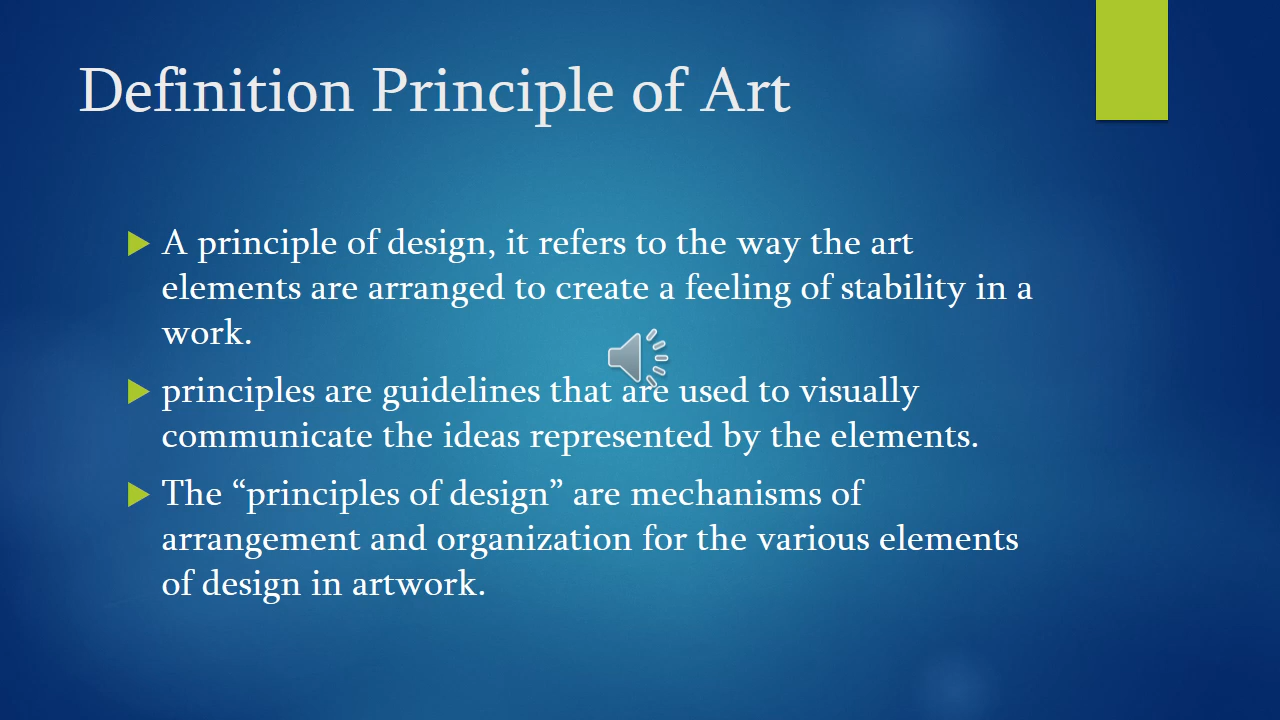 Definition Principle of Art
A principle of design, it refers to the way the art
elements are arranged to create a feeling of stability in a
work.
principles are guidelines that are used to visually
communicate the ideas represented by the elements.
The “principles of design” are mechanisms of
arrangement and organization for the various elements
of design in artwork.